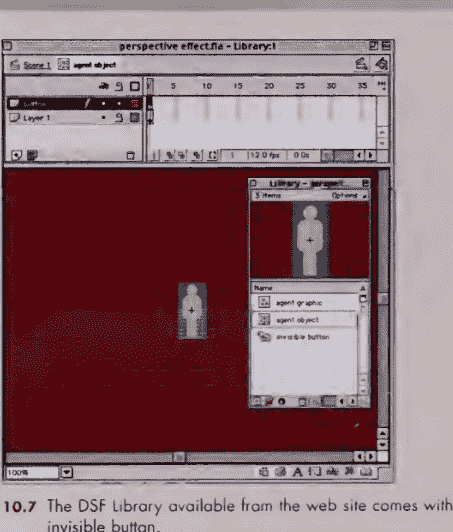 perspective effect.fla - Library:1
Scene 1 agent object
5 10 15 20 25 30 35
button
Layer 1
1 12.0 fps 0.0s
Library - perspe
3 items Options
Name
agent graphic
agent object
invisible button
100%
10.7 The DSF Library available from the web site comes with
invisible button.